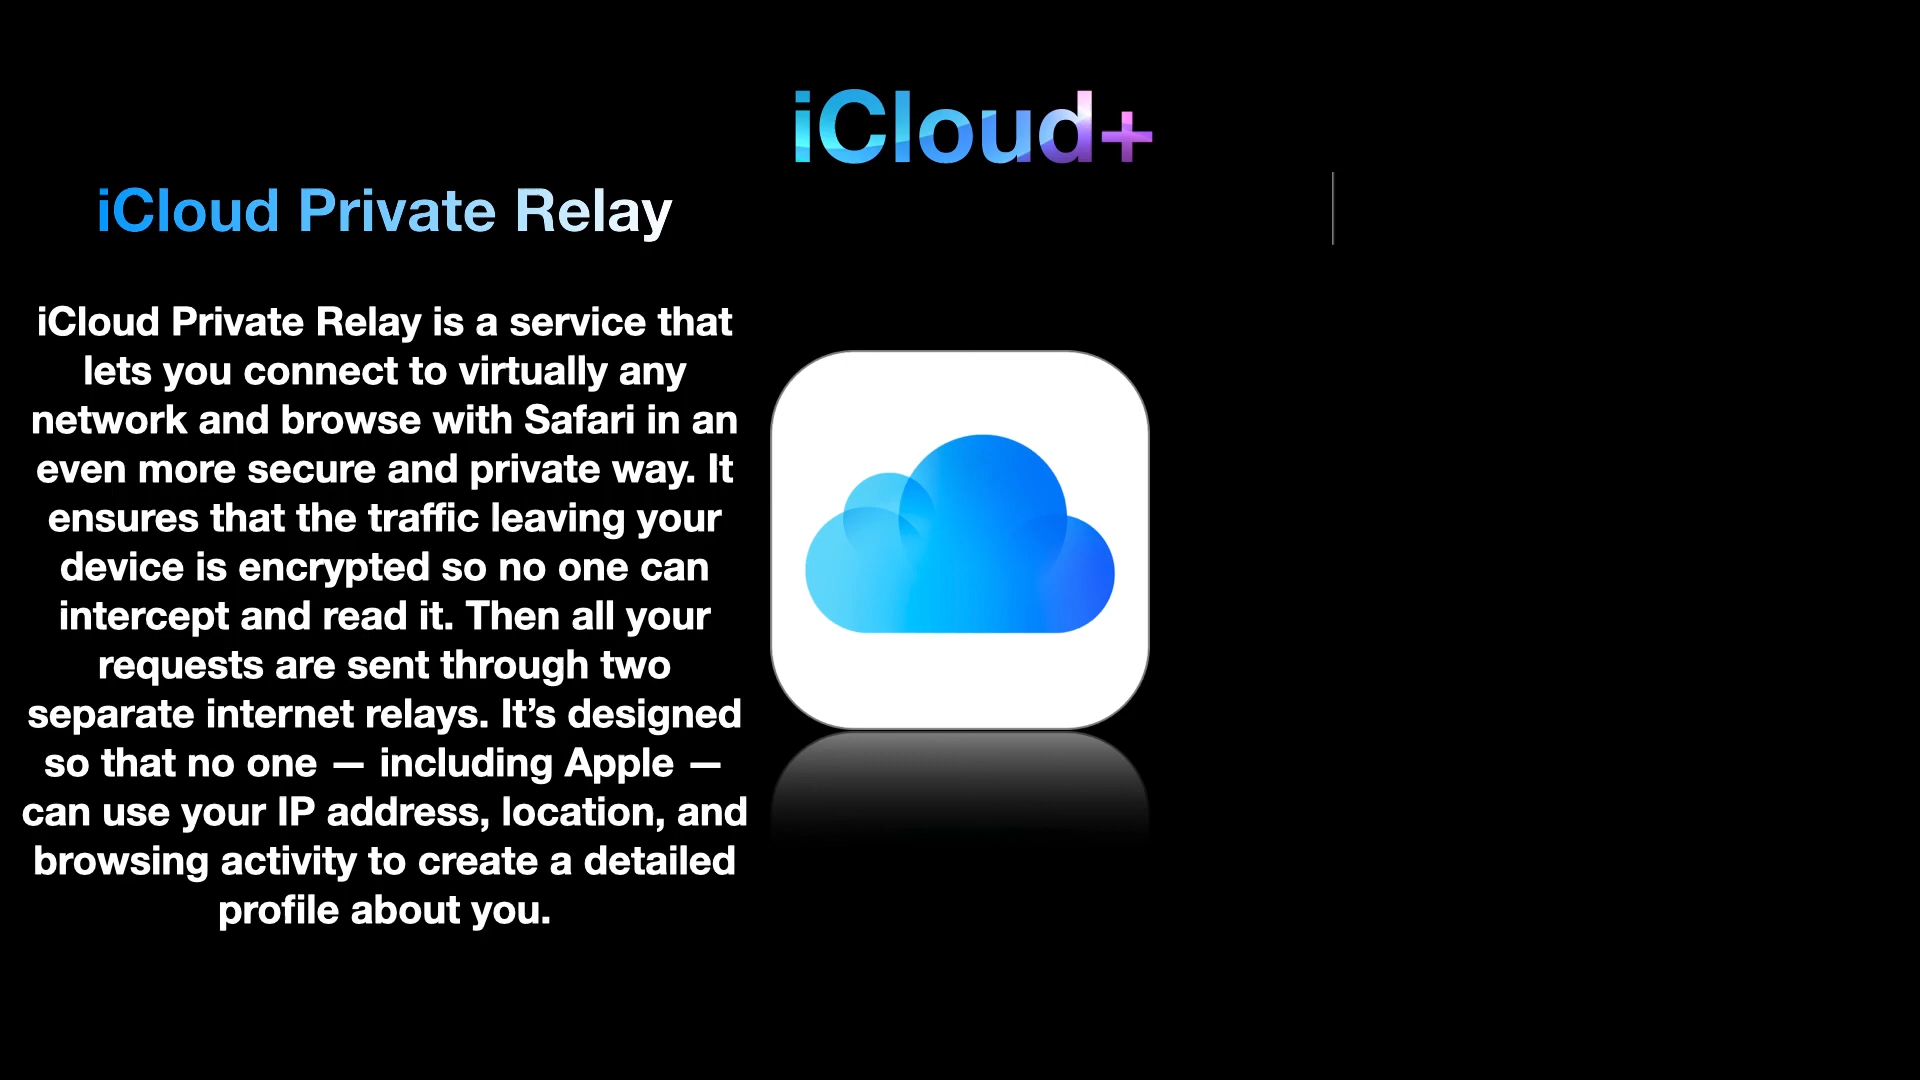 iCloud+
iCloud Private Relay
iCloud Private Relay is a service that
lets you connect to virtually any
network and browse with Safari in an
even more secure and private way. It
ensures that the traffic leaving your
device is encrypted so no one can
intercept and read it. Then all your
requests are sent through two
separate internet relays. It’s designed
so that no one — including Apple —
can use your IP address, location, and
browsing activity to create a detailed
profile about you.